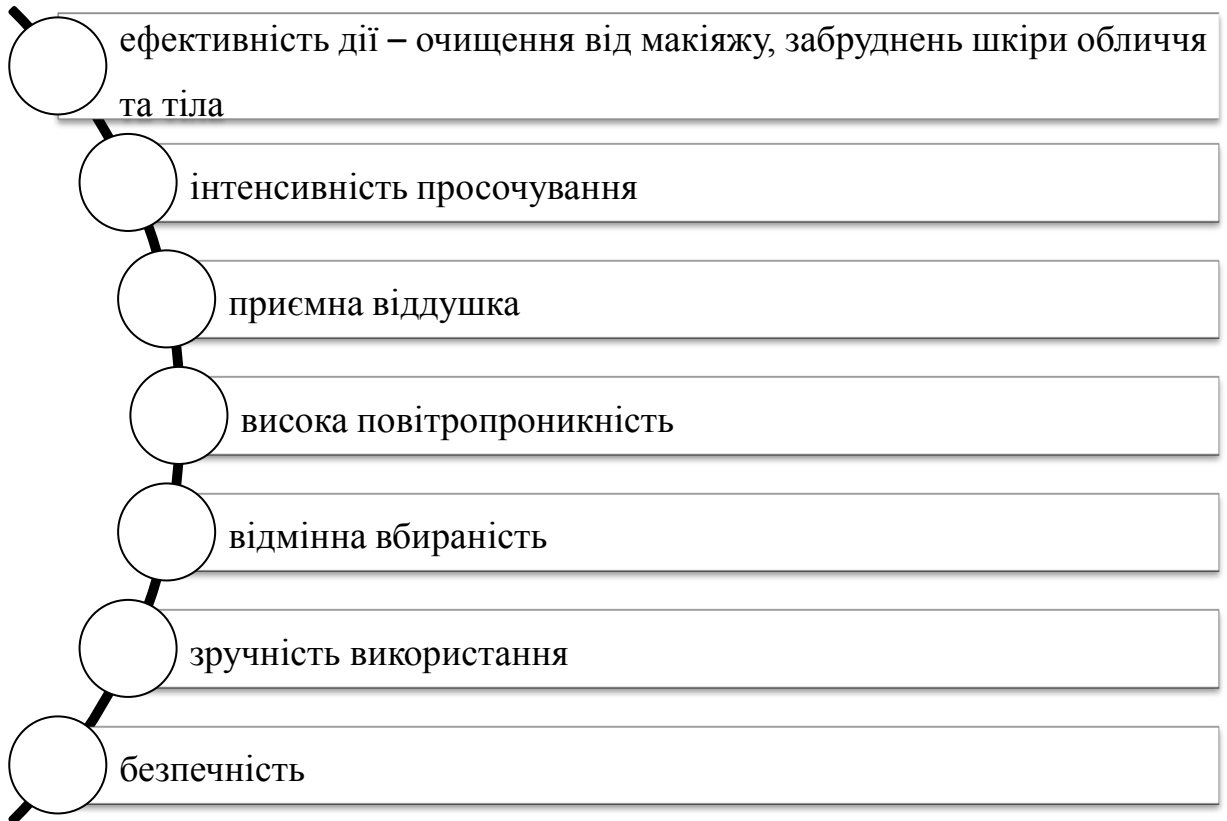 ефективність дії – очищення від макіяжу, забруднень шкіри обличчя
та тіла
інтенсивність просочування
приємна віддушка
висока повітропроникність
відмінна вбираність
зручність використання
безпечність